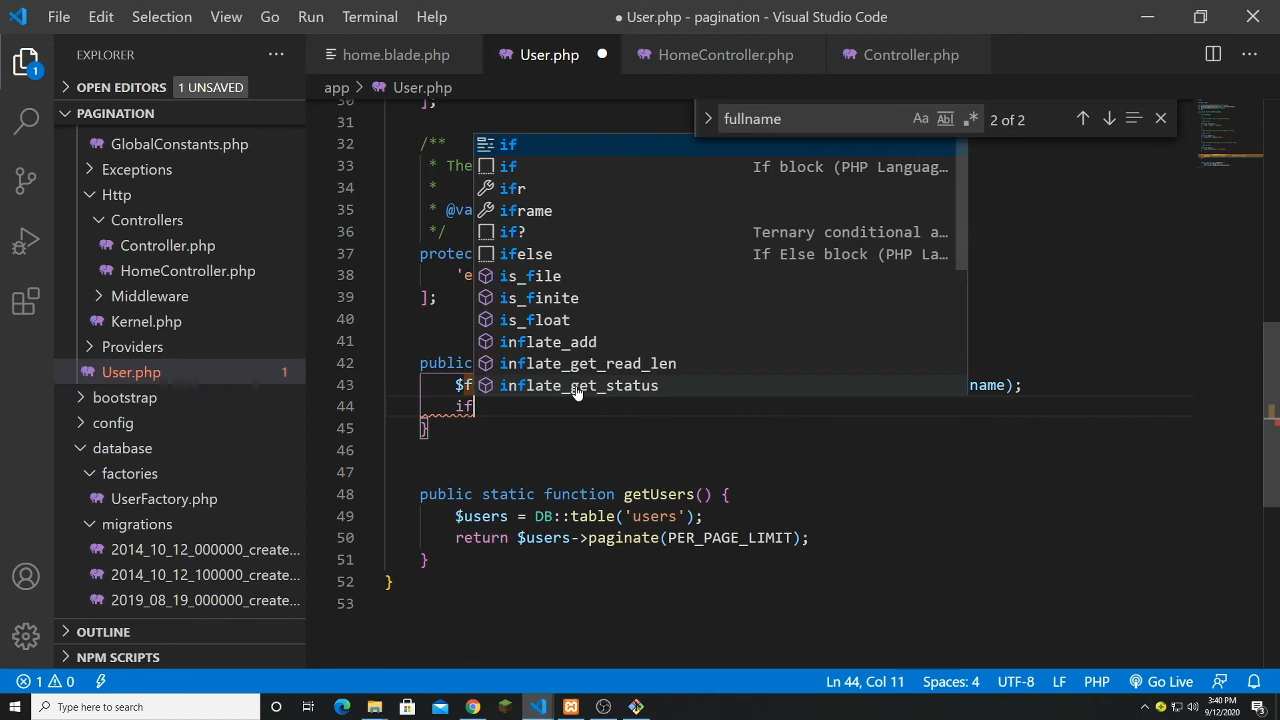 File Edit Selection View Go Run Terminal Help
● User.php - pagination - Visual Studio Code
EXPLORER
home.blade.php User.php HomeController.php Controller.php
OPEN EDITORS 1 UNSAVED
app > User.php
PAGINATION
GlobalConstants.php
Exceptions
Http
Controllers
Controller.php
HomeController.php
Middleware
Kernel.php
Providers
User.php 1
bootstrap
config
database
factories
UserFactory.php
migrations
2014_10_12_000000_create...
2014_10_12_100000_create...
2019_08_19_000000_create...
OUTLINE
NPM SCRIPTS
fullname Aa Abl .* 2 of 2
30 ];
31
32 /**
33 * The
34 *
35 * @va
36 */
37 protec
38 'e
39 ];
40
41
42 public
43 $f name);
44 if
45 }
46
47
48 public static function getUsers() {
49 $users = DB::table('users');
50 return $users->paginate(PER_PAGE_LIMIT);
51 }
52 }
53
if
if If block (PHP Languag...
ifr
iframe
if? Ternary conditional a...
ifelse If Else block (PHP La...
is_file
is_finite
is_float
inflate_add
inflate_get_read_len
inflate_get_status
1
1 0 Ln 44, Col 11 Spaces: 4 UTF-8 LF PHP Go Live
Type here to search
3:40 PM
9/12/2020
2